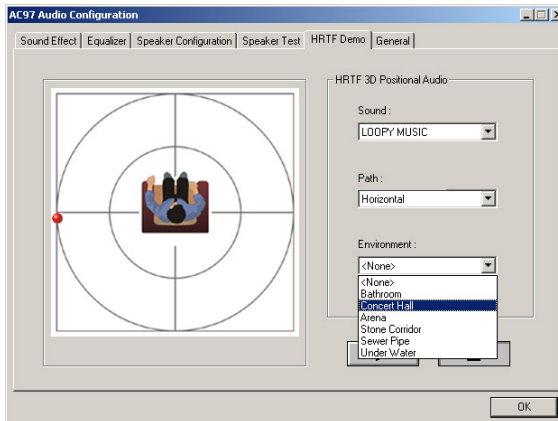 AC97 Audio Configuration
Sound Effect Equalizer Speaker Configuration Speaker Test HRTF Demo General
HRTF 3D Positional Audio
Sound :
LOOPY MUSIC
Path :
Horizontal
Environment :
<None>
<None>
Bathroom
Concert Hall
Arena
Stone Corridor
Sewer Pipe
Under Water
OK